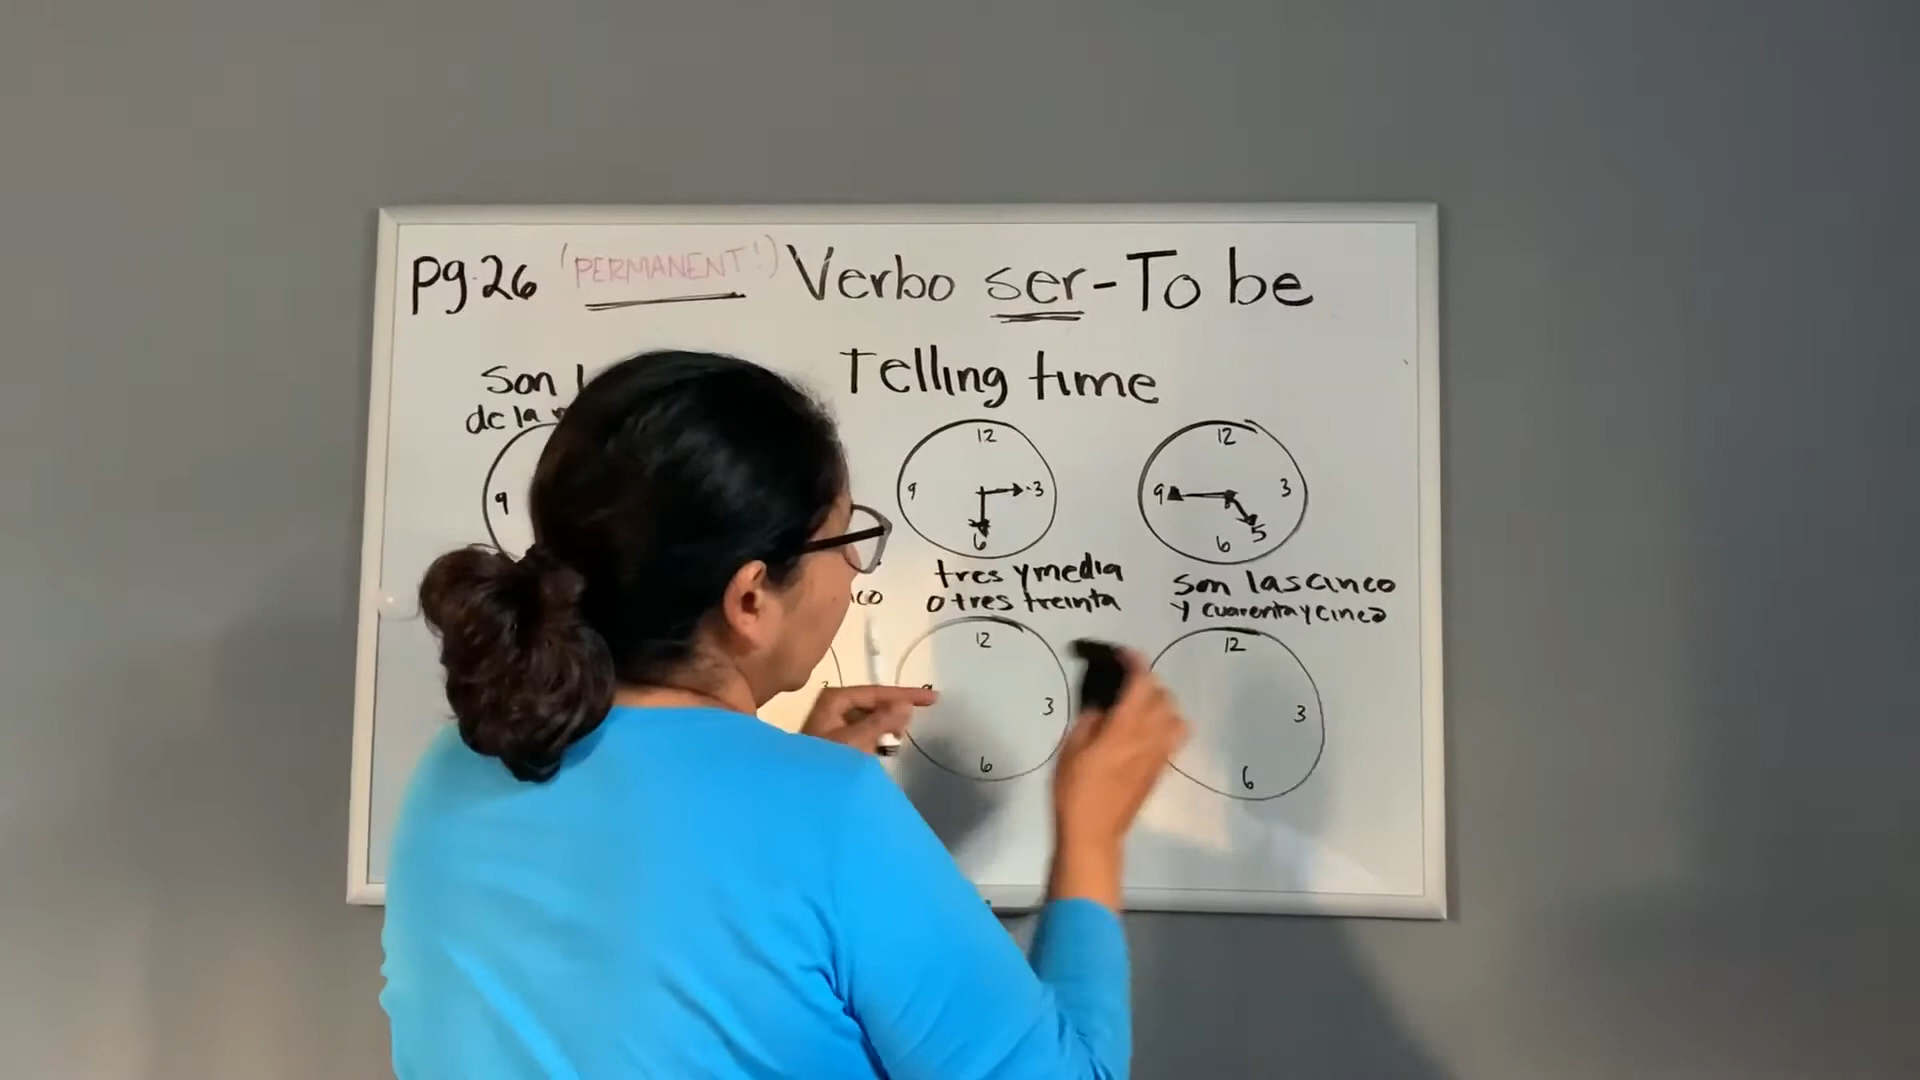 pg.26 (PERMANENT!) Verbo ser-To be
Telling time
Son
de la
9
12
9 3
6
12
9 3
5
6
tres y media
o tres treinta
son las cinco
y cuarenta y cinco
12
3
6
12
3
6